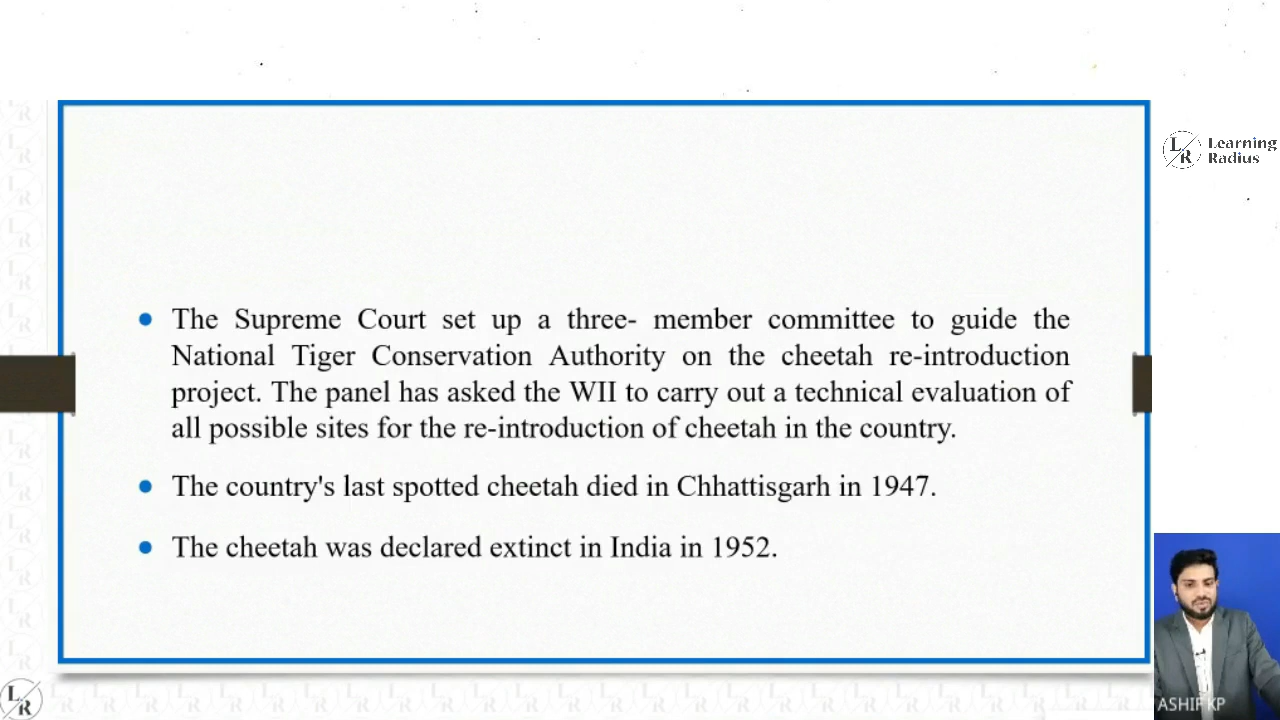 Learning
Radius
The Supreme Court set up a three- member committee to guide the
National Tiger Conservation Authority on the cheetah re-introduction
project. The panel has asked the WII to carry out a technical evaluation of
all possible sites for the re-introduction of cheetah in the country.
The country's last spotted cheetah died in Chhattisgarh in 1947.
The cheetah was declared extinct in India in 1952.
L
R
ASHIF KP